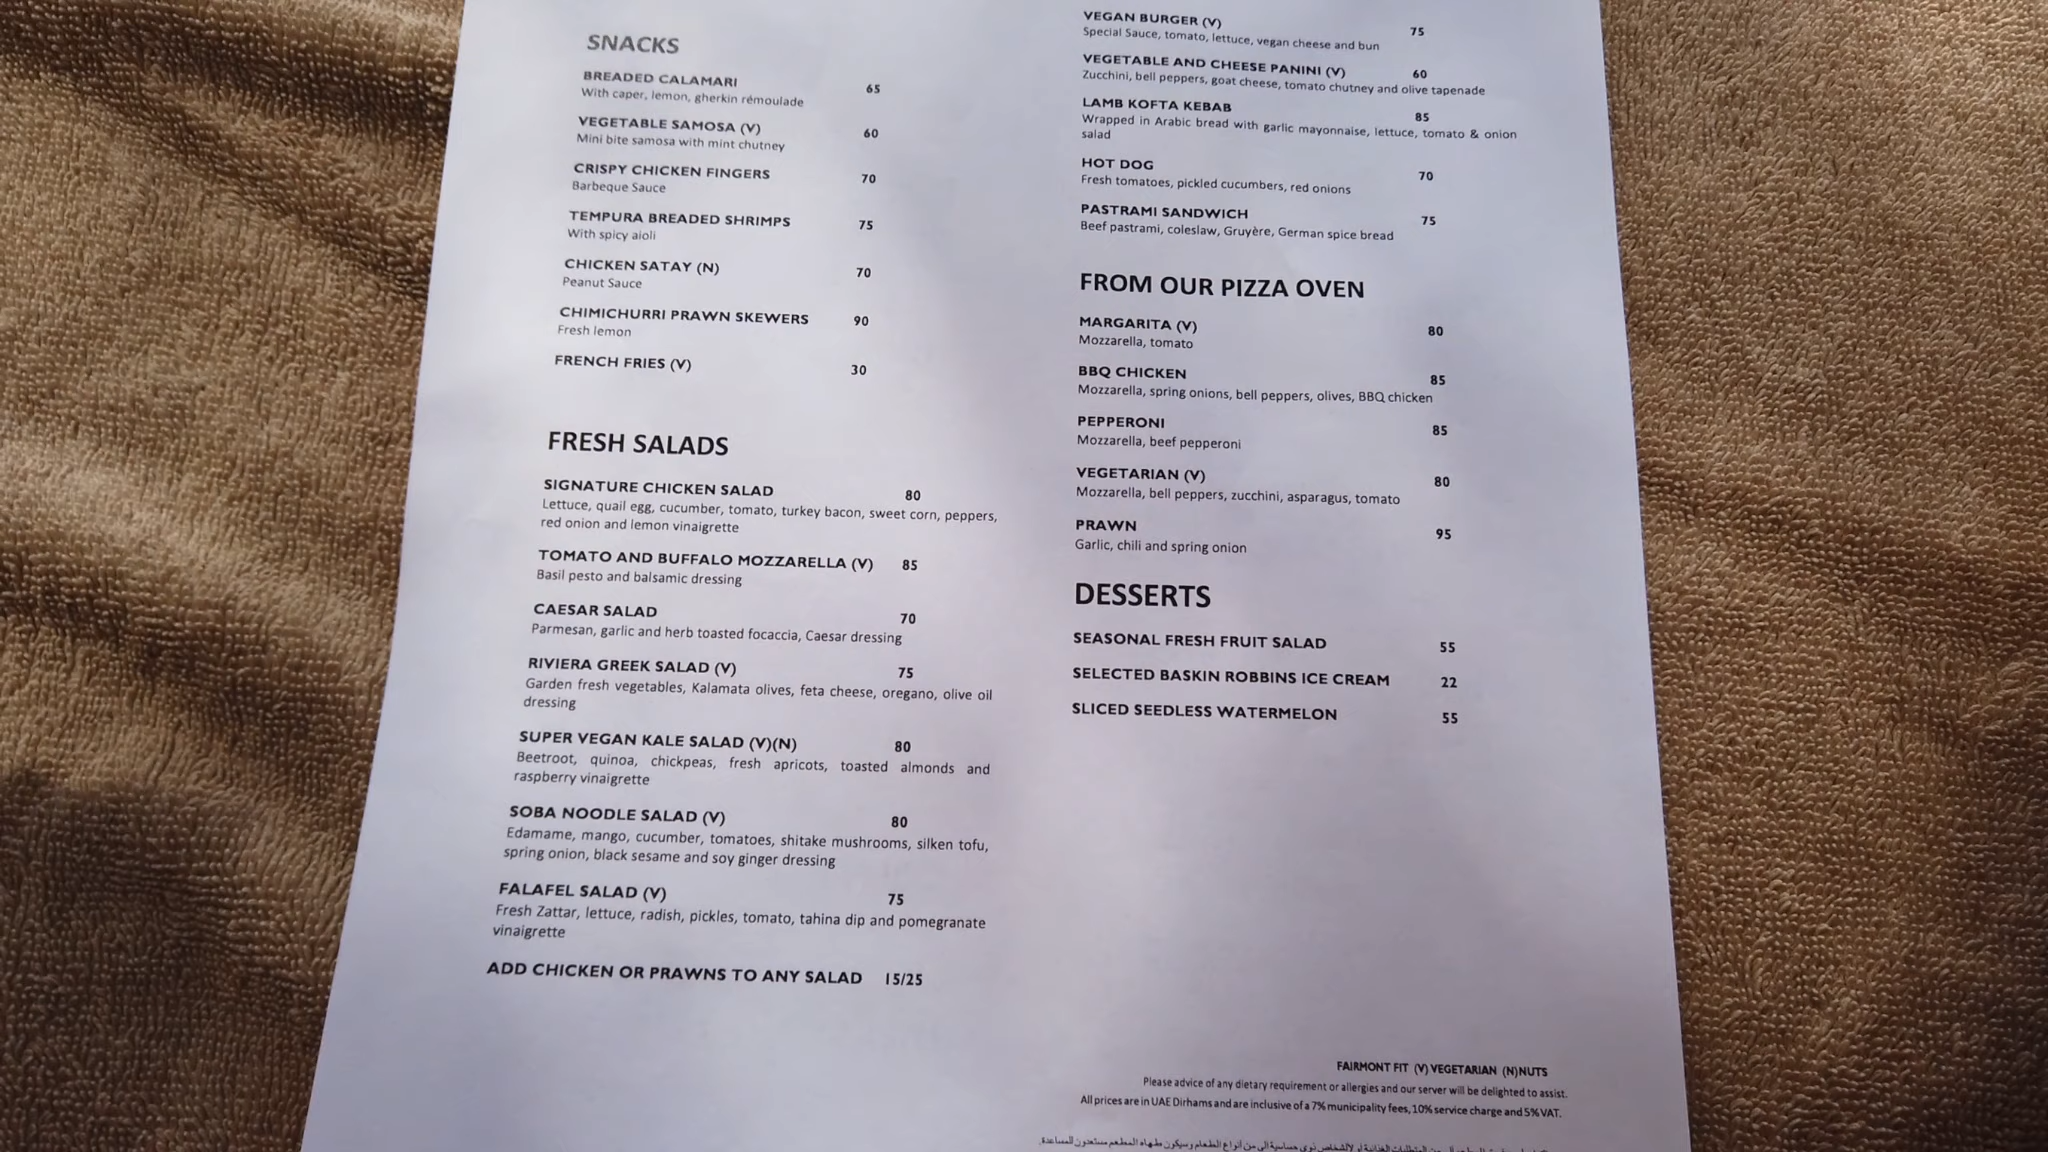 SNACKS
BREADED CALAMARI 65
With caper, lemon, gherkin rémoulade
VEGETABLE SAMOSA (V) 60
Mini bite samosa with mint chutney
CRISPY CHICKEN FINGERS 70
Barbeque Sauce
TEMPURA BREADED SHRIMPS 75
With spicy aioli
CHICKEN SATAY (N) 70
Peanut Sauce
CHIMICHURRI PRAWN SKEWERS 90
Fresh lemon
FRENCH FRIES (V) 30
FRESH SALADS
SIGNATURE CHICKEN SALAD 80
Lettuce, quail egg, cucumber, tomato, turkey bacon, sweet corn, peppers,
red onion and lemon vinaigrette
TOMATO AND BUFFALO MOZZARELLA (V) 85
Basil pesto and balsamic dressing
CAESAR SALAD 70
Parmesan, garlic and herb toasted focaccia, Caesar dressing
RIVIERA GREEK SALAD (V) 75
Garden fresh vegetables, Kalamata olives, feta cheese, oregano, olive oil
dressing
SUPER VEGAN KALE SALAD (V)(N) 80
Beetroot, quinoa, chickpeas, fresh apricots, toasted almonds and
raspberry vinaigrette
SOBA NOODLE SALAD (V) 80
Edamame, mango, cucumber, tomatoes, shitake mushrooms, silken tofu,
spring onion, black sesame and soy ginger dressing
FALAFEL SALAD (V) 75
Fresh Zattar, lettuce, radish, pickles, tomato, tahina dip and pomegranate
vinaigrette
ADD CHICKEN OR PRAWNS TO ANY SALAD 15/25
VEGAN BURGER (V) 75
Special Sauce, tomato, lettuce, vegan cheese and bun
VEGETABLE AND CHEESE PANINI (V) 60
Zucchini, bell peppers, goat cheese, tomato chutney and olive tapenade
LAMB KOFTA KEBAB 85
Wrapped in Arabic bread with garlic mayonnaise, lettuce, tomato & onion
salad
HOT DOG 70
Fresh tomatoes, pickled cucumbers, red onions
PASTRAMI SANDWICH 75
Beef pastrami, coleslaw, Gruyère, German spice bread
FROM OUR PIZZA OVEN
MARGARITA (V) 80
Mozzarella, tomato
BBQ CHICKEN 85
Mozzarella, spring onions, bell peppers, olives, BBQ chicken
PEPPERONI 85
Mozzarella, beef pepperoni
VEGETARIAN (V) 80
Mozzarella, bell peppers, zucchini, asparagus, tomato
PRAWN 95
Garlic, chili and spring onion
DESSERTS
SEASONAL FRESH FRUIT SALAD 55
SELECTED BASKIN ROBBINS ICE CREAM 22
SLICED SEEDLESS WATERMELON 55
FAIRMONT FIT (V) VEGETARIAN (N)NUTS
Please advice of any dietary requirement or allergies and our server will be delighted to assist.
All prices are in UAE Dirhams and are inclusive of a 7% municipality fees, 10% service charge and 5% VAT.
حساسية الى من أنواع الطعام وسيكون طهاه المطعم مستعدون للمساعدة.